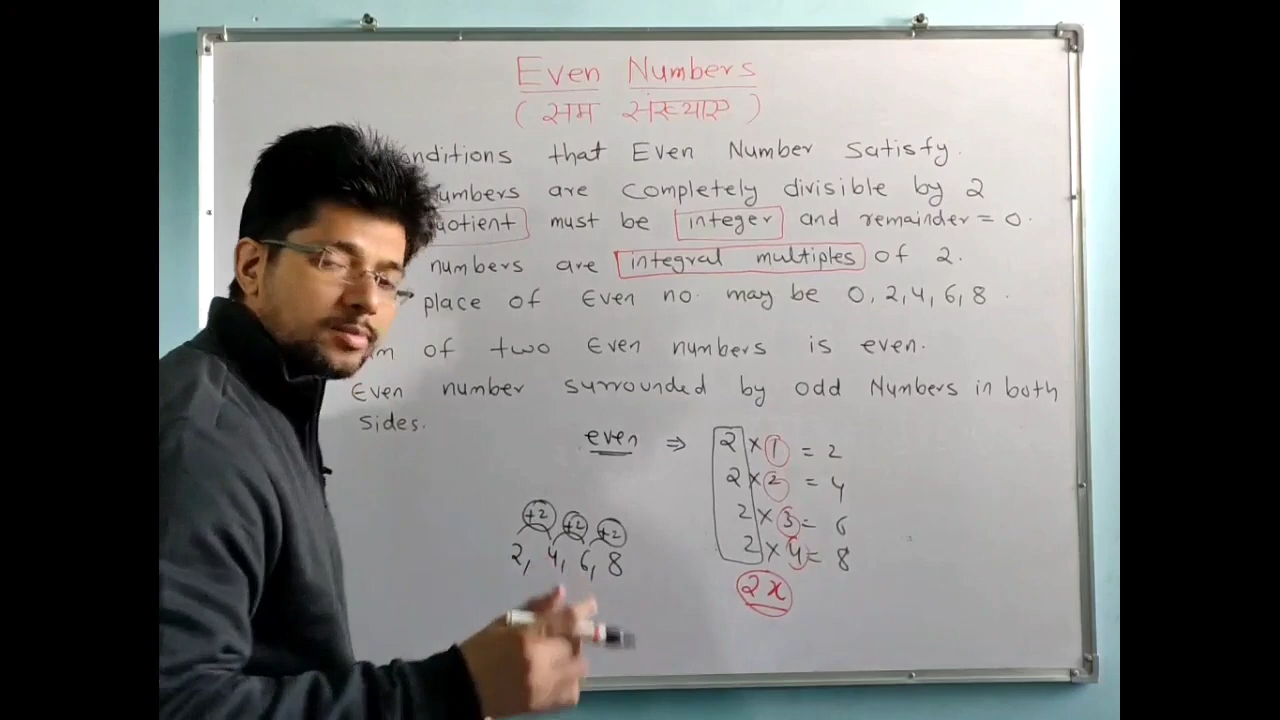 Even Numbers
( सम संख्याए )
onditions that Even Number satisfy.
umbers are completely divisible by 2
uotient must be integer and remainder = 0.
numbers are integral multiples of 2.
place of Even no. may be 0, 2, 4, 6, 8.
m of two Even numbers is even.
Even number surrounded by odd Numbers in both
sides.
even ⇒ 2 × 1 = 2
2 × 2 = 4
2 × 3 = 6
2 × 4 = 8
2x
+2 +2 +2
2, 4, 6, 8